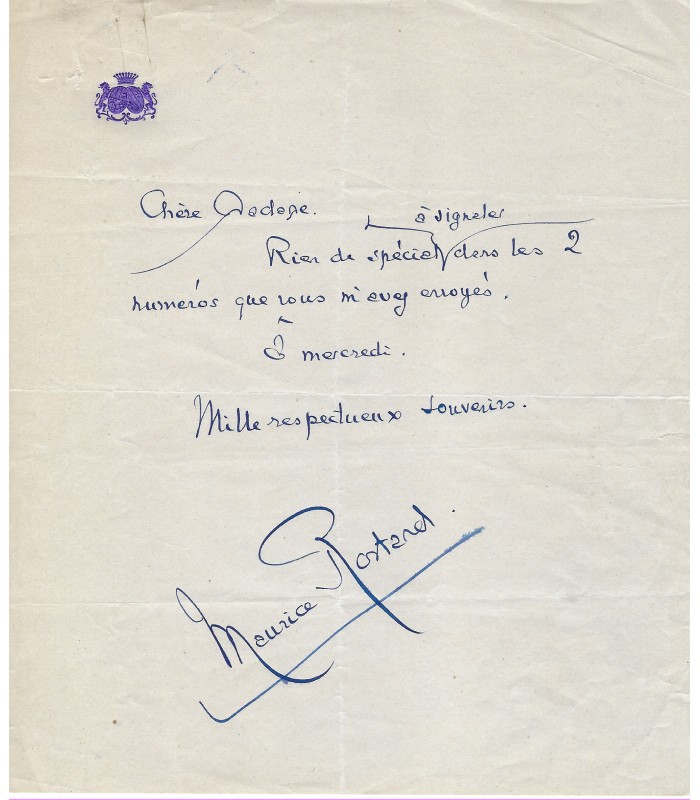 Chère Madame.
à signaler
Rien de spécial dans les 2
numéros que vous m'avez envoyés.
À mercredi.
Mille respectueux souvenirs.
Maurice Rostand.